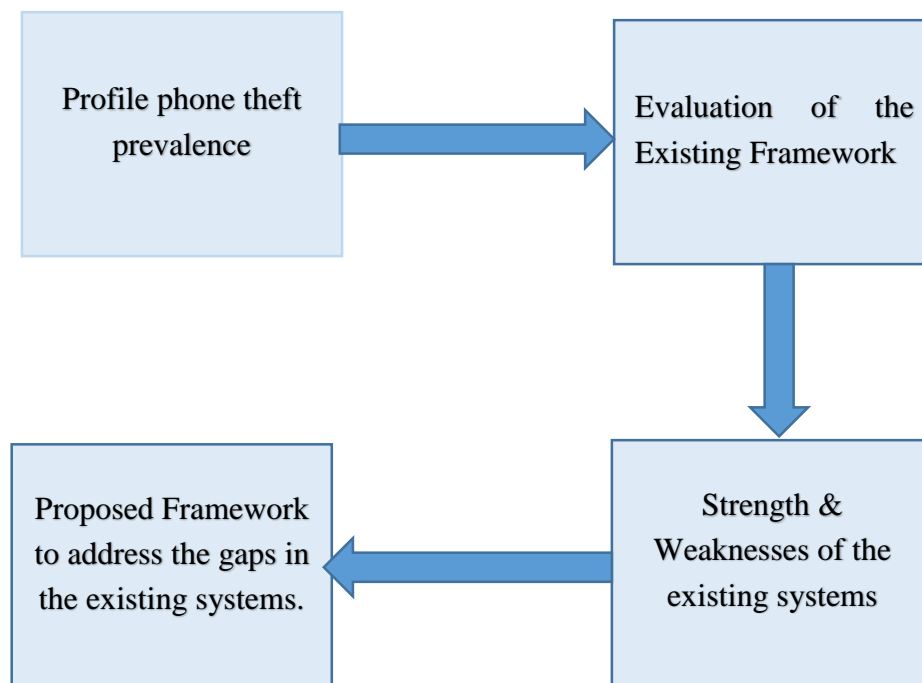 Profile phone theft
prevalence
Evaluation of the
Existing Framework
Strength &
Weaknesses of the
existing systems
Proposed Framework
to address the gaps in
the existing systems.